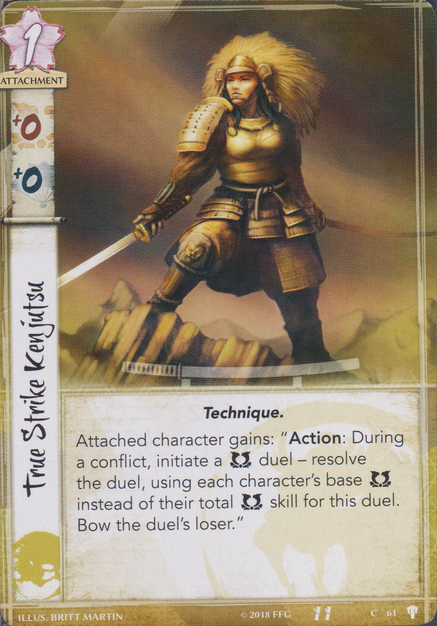 1
ATTACHMENT
+0
+0
True Strike Kenjutsu
Technique.
Attached character gains: “Action: During
a conflict, initiate a duel – resolve
the duel, using each character's base
instead of their total skill for this duel.
Bow the duel's loser.”
ILLUS. BRITT MARTIN
© 2018 FFG
C 61